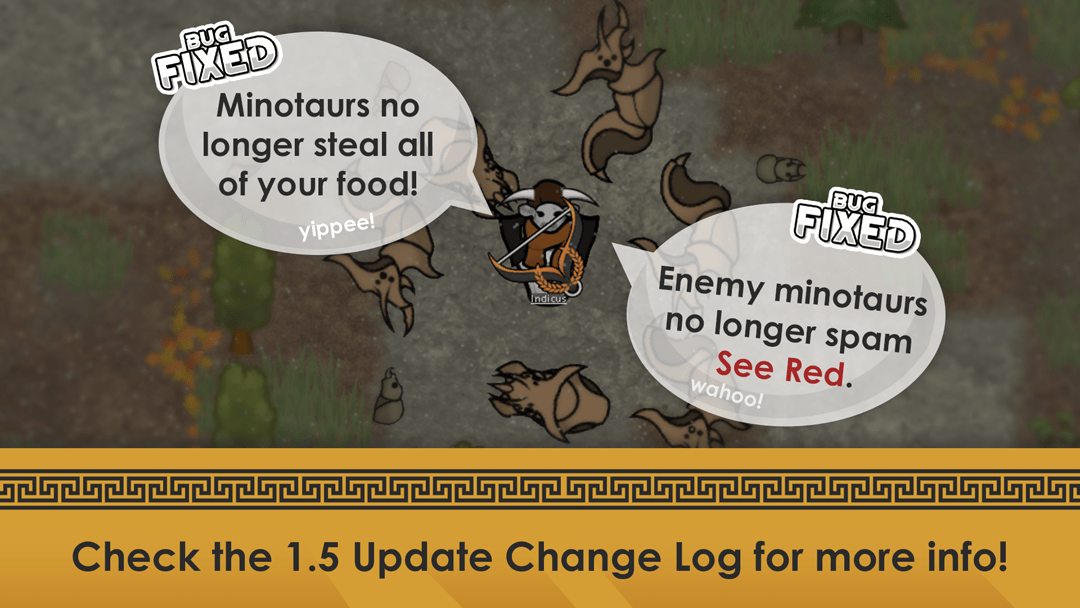 BUG
FIXED
Minotaurs no
longer steal all
of your food!
yippee!
Indicus
BUG
FIXED
Enemy minotaurs
no longer spam
See Red.
wahoo!
Check the 1.5 Update Change Log for more info!